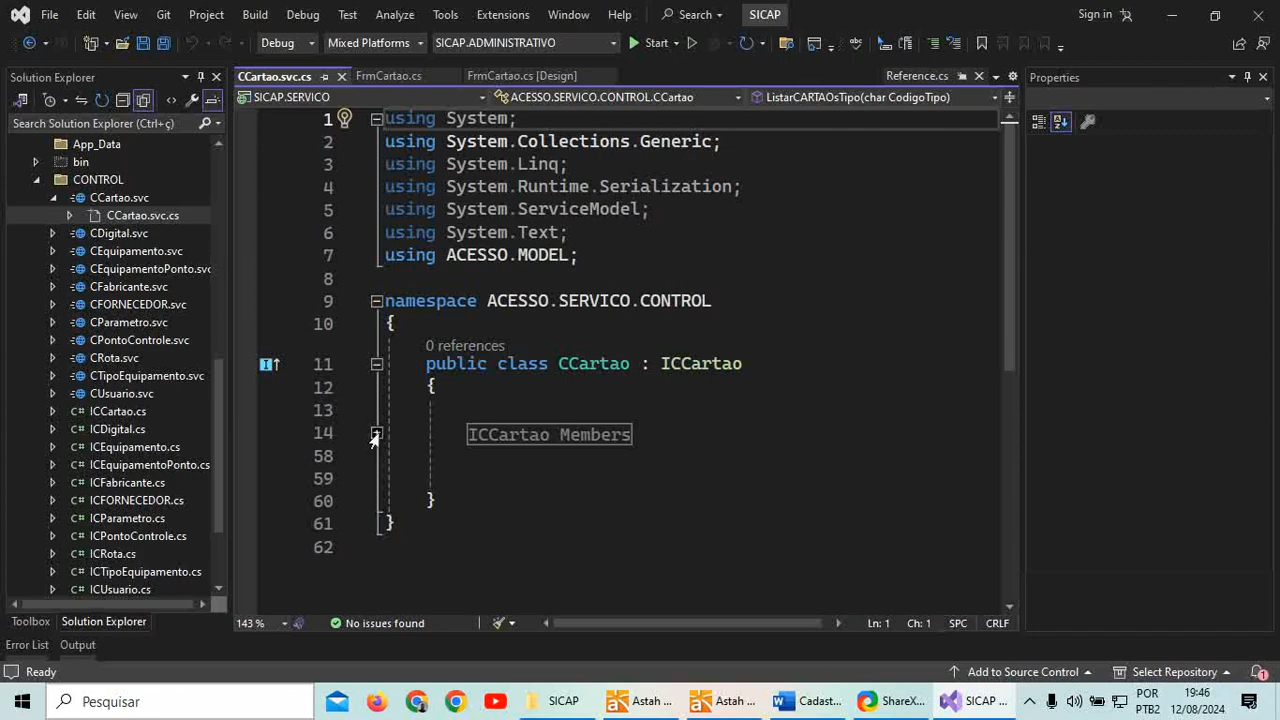 File Edit View Git Project Build Debug Test Analyze Tools Extensions Window Help Search SICAP Sign in
Debug Mixed Platforms SICAP.ADMINISTRATIVO Start
Solution Explorer
Search Solution Explorer (Ctrl+ç)
App_Data
bin
CONTROL
CCartao.svc
CCartao.svc.cs
CDigital.svc
CEquipamento.svc
CEquipamentoPonto.svc
CFabricante.svc
CFORNECEDOR.svc
CParametro.svc
CPontoControle.svc
CRota.svc
CTipoEquipamento.svc
CUsuario.svc
C# ICCartao.cs
C# ICDigital.cs
C# ICEquipamento.cs
C# ICEquipamentoPonto.cs
C# ICFabricante.cs
C# ICFORNECEDOR.cs
C# ICParametro.cs
C# ICPontoControle.cs
C# ICRota.cs
C# ICTipoEquipamento.cs
C# ICUsuario.cs
Toolbox Solution Explorer
CCartao.svc.cs FrmCartao.cs FrmCartao.cs [Design] Reference.cs
SICAP.SERVICO ACESSO.SERVICO.CONTROL.CCartao ListarCARTAOsTipo(char CodigoTipo)
1 using System;
2 using System.Collections.Generic;
3 using System.Linq;
4 using System.Runtime.Serialization;
5 using System.ServiceModel;
6 using System.Text;
7 using ACESSO.MODEL;
8
9 namespace ACESSO.SERVICO.CONTROL
10 {
0 references
11 public class CCartao : ICCartao
12 {
13
14 ICCartao Members
58
59
60 }
61 }
62
143 % No issues found Ln: 1 Ch: 1 SPC CRLF
Properties
Error List Output
Ready Add to Source Control Select Repository 1
Pesquisar SICAP Astah ... Astah ... Cadast... ShareX... SICAP ... POR PTB2 19:46 12/08/2024